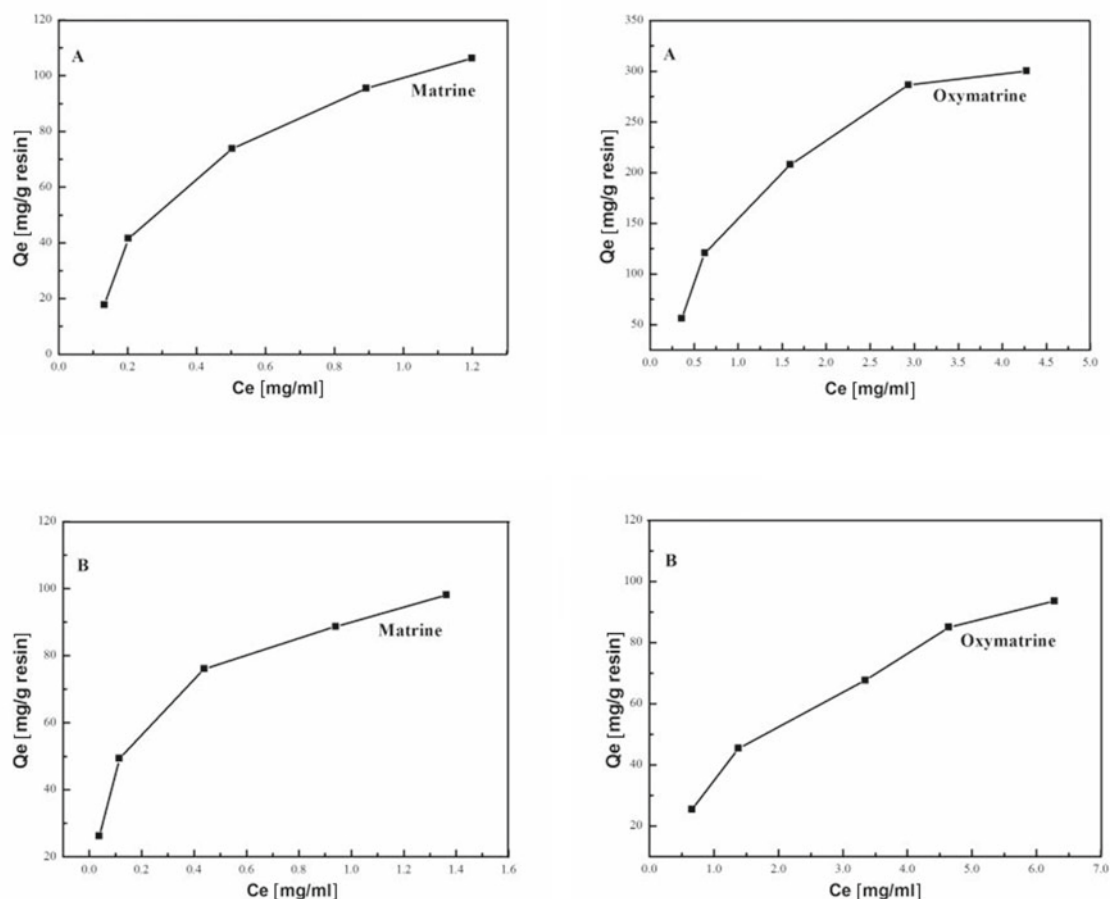 A
Matrine
Qe [mg/g resin]
120
100
80
60
40
20
0
0.0 0.2 0.4 0.6 0.8 1.0 1.2
Ce [mg/ml]
A
Oxymatrine
Qe [mg/g resin]
350
300
250
200
150
100
50
0.0 0.5 1.0 1.5 2.0 2.5 3.0 3.5 4.0 4.5 5.0
Ce [mg/ml]
B
Matrine
Qe [mg/g resin]
120
100
80
60
40
20
0.0 0.2 0.4 0.6 0.8 1.0 1.2 1.4 1.6
Ce [mg/ml]
B
Oxymatrine
Qe [mg/g resin]
120
100
80
60
40
20
0.0 1.0 2.0 3.0 4.0 5.0 6.0 7.0
Ce [mg/ml]